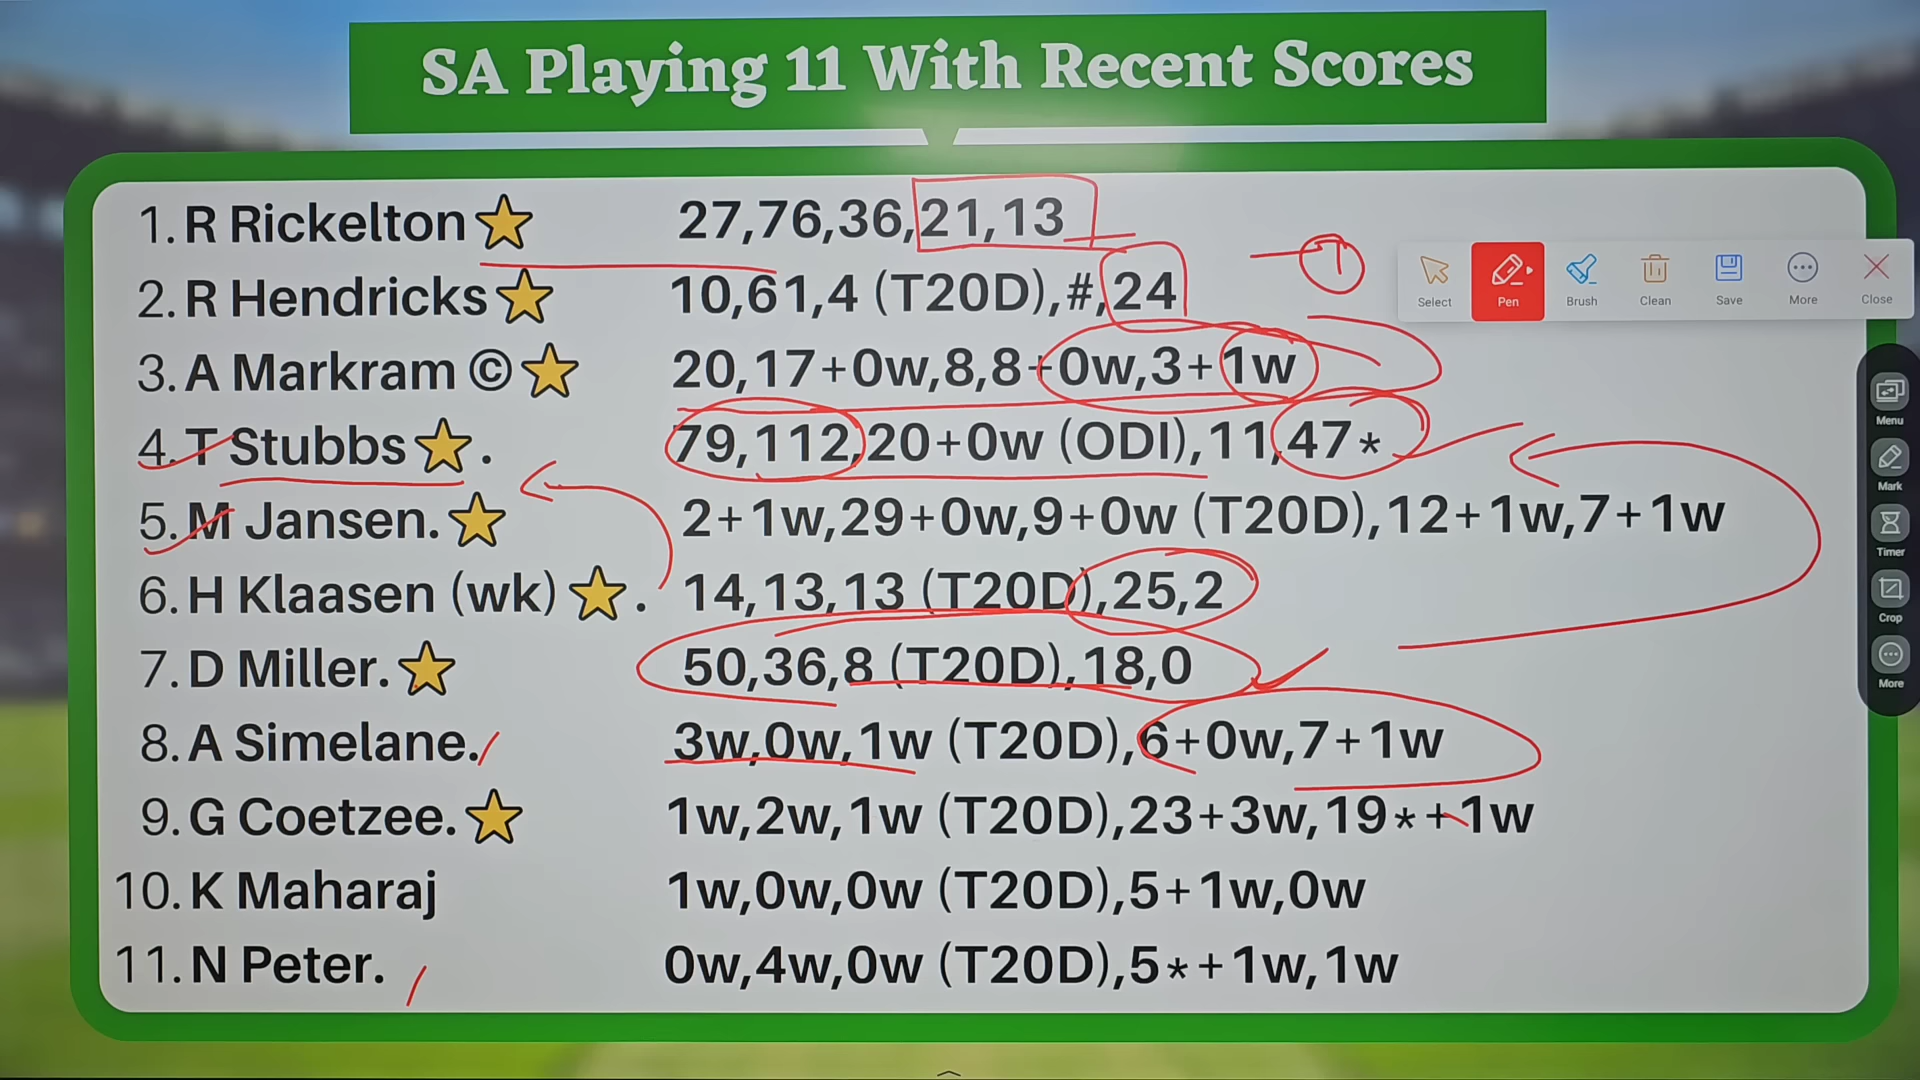 SA Playing 11 With Recent Scores
1. R Rickelton 27,76,36,21,13
2. R Hendricks 10,61,4 (T20D),#,24
3. A Markram © 20,17+0w,8,8+0w,3+1w
4. T Stubbs . 79,112,20+0w (ODI),11,47*
5. M Jansen. 2+1w,29+0w,9+0w (T20D),12+1w,7+1w
6. H Klaasen (wk) . 14,13,13 (T20D),25,2
7. D Miller. 50,36,8 (T20D),18,0
8. A Simelane. 3w,0w,1w (T20D),6+0w,7+1w
9. G Coetzee. 1w,2w,1w (T20D),23+3w,19*+1w
10. K Maharaj 1w,0w,0w (T20D),5+1w,0w
11. N Peter. 0w,4w,0w (T20D),5*+1w,1w
Select Pen Brush Clean Save More Close
Menu
Mark
Timer
Crop
More